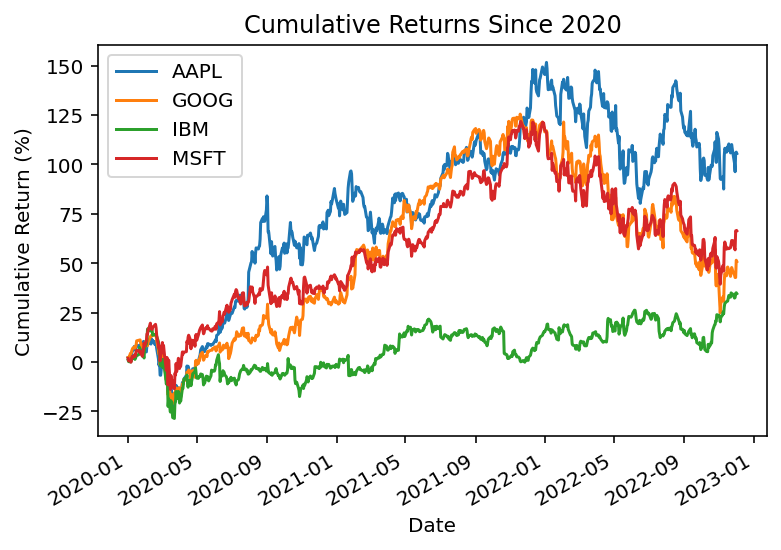 Cumulative Returns Since 2020
AAPL
GOOG
IBM
MSFT
Cumulative Return (%)
150
125
100
75
50
25
0
−25
2020-01
2020-05
2020-09
2021-01
2021-05
2021-09
2022-01
2022-05
2022-09
2023-01
Date